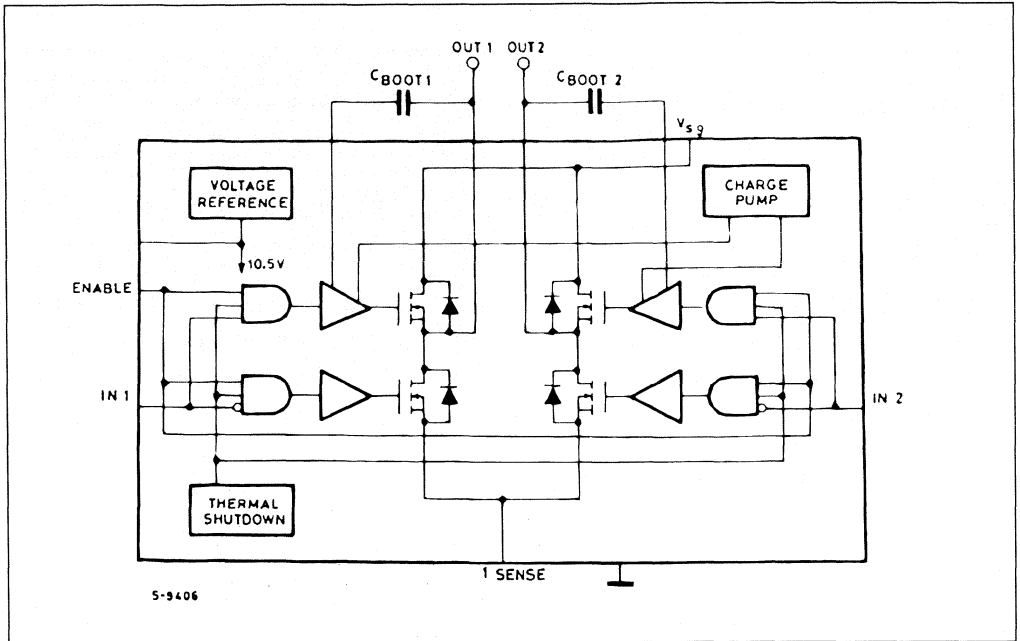 OUT 1 OUT 2
CBOOT 1
CBOOT 2
Vs 9
VOLTAGE
REFERENCE
CHARGE
PUMP
10.5V
ENABLE
IN 1
IN 2
THERMAL
SHUTDOWN
1 SENSE
5-9406